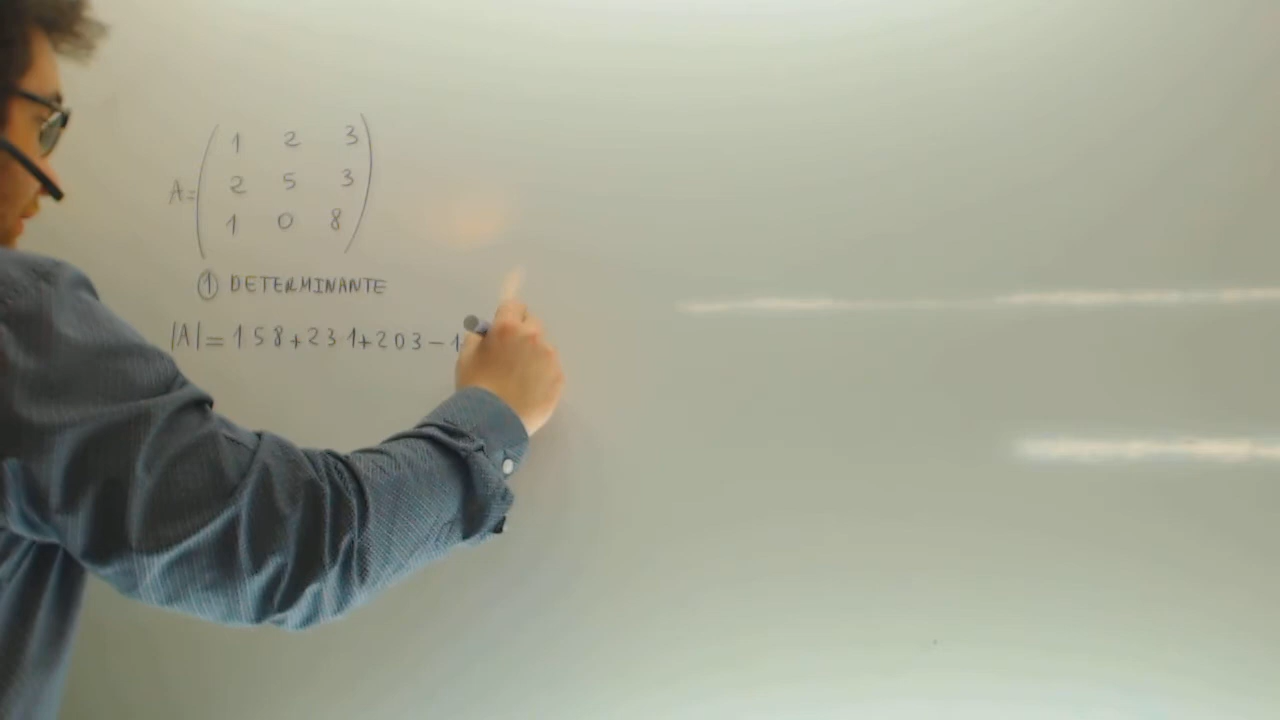 A= ( 1 2 3
2 5 3
1 0 8 )
① DETERMINANTE
|A| = 1 5 8 + 2 3 1 + 2 0 3 - 1